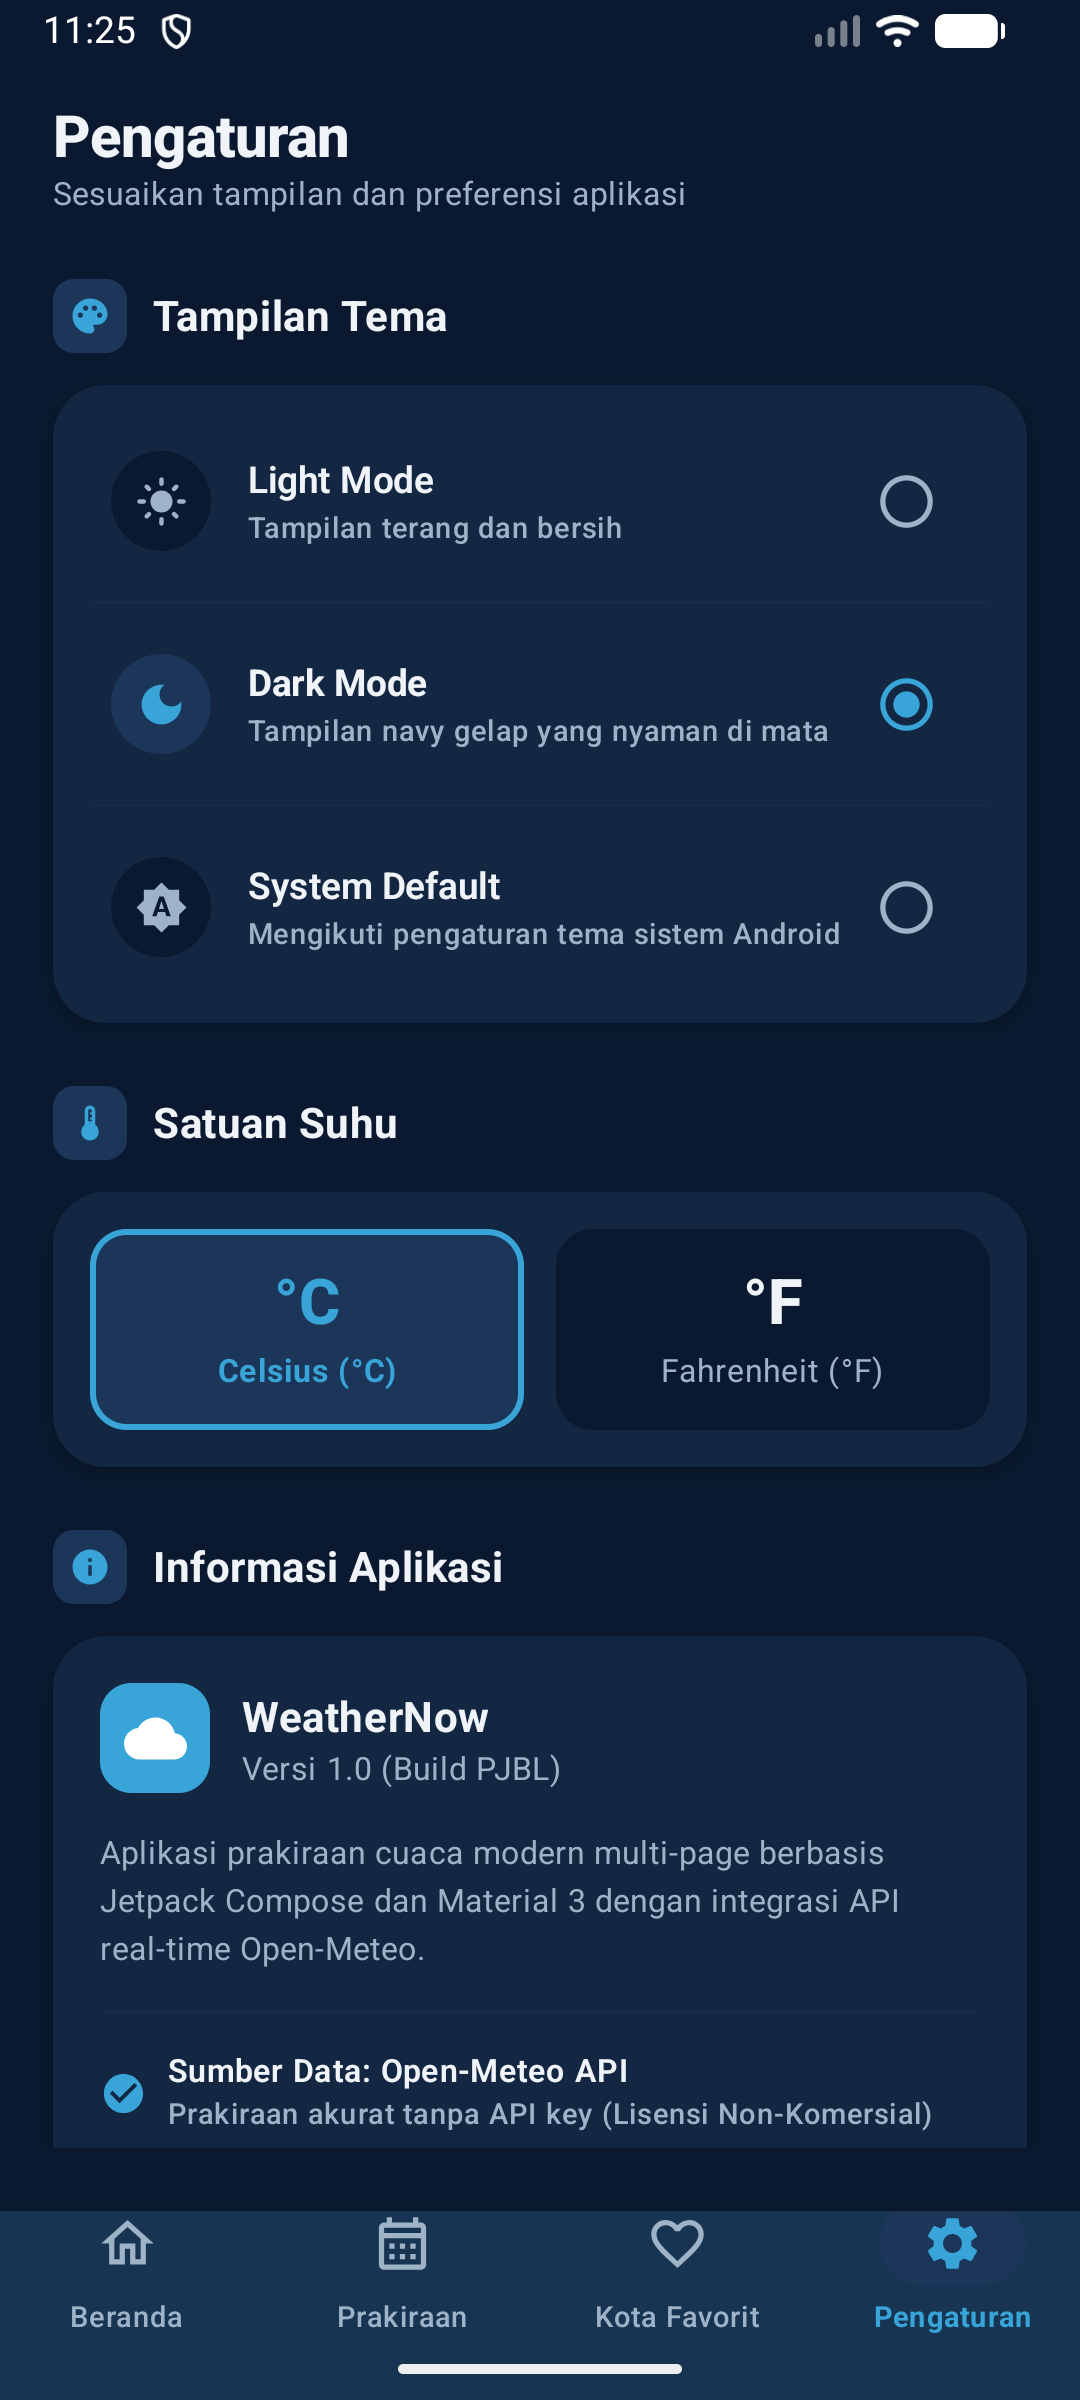 11:25
Pengaturan
Sesuaikan tampilan dan preferensi aplikasi
Tampilan Tema
Light Mode
Tampilan terang dan bersih
Dark Mode
Tampilan navy gelap yang nyaman di mata
A
System Default
Mengikuti pengaturan tema sistem Android
Satuan Suhu
°C
Celsius (°C)
°F
Fahrenheit (°F)
Informasi Aplikasi
WeatherNow
Versi 1.0 (Build PJBL)
Aplikasi prakiraan cuaca modern multi-page berbasis
Jetpack Compose dan Material 3 dengan integrasi API
real-time Open-Meteo.
Sumber Data: Open-Meteo API
Prakiraan akurat tanpa API key (Lisensi Non-Komersial)
Beranda
Prakiraan
Kota Favorit
Pengaturan